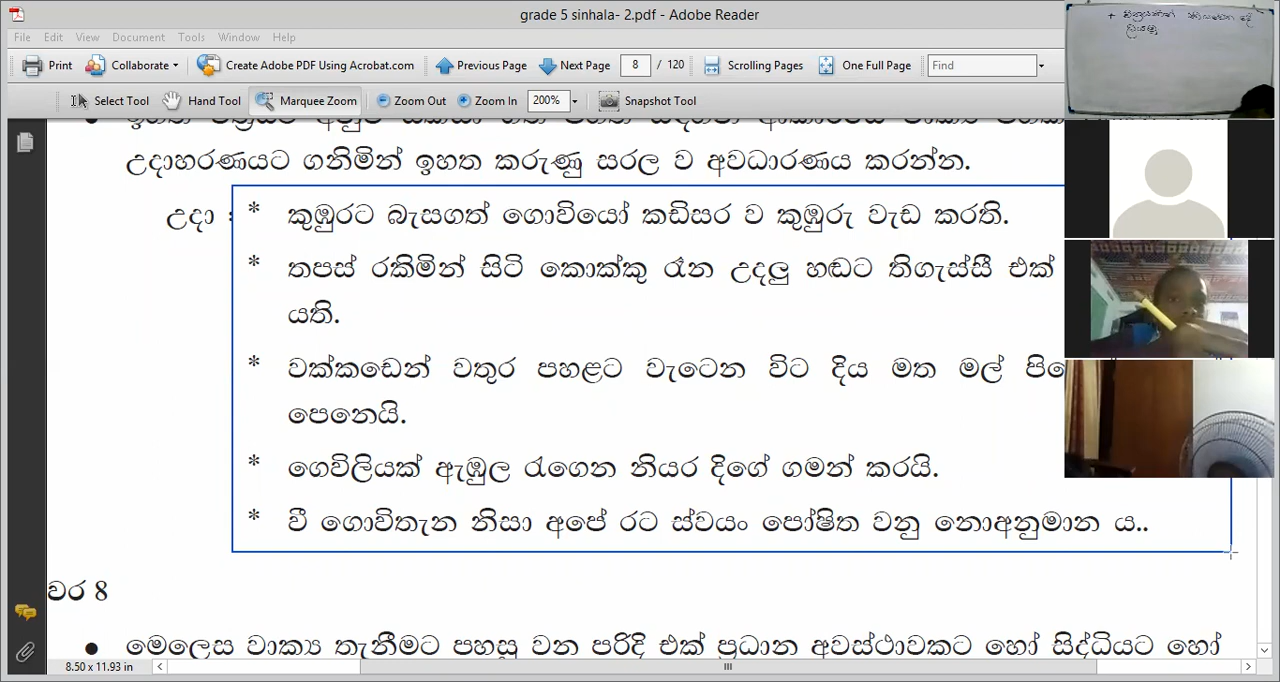 grade 5 sinhala- 2.pdf - Adobe Reader
File Edit View Document Tools Window Help
Print Collaborate Create Adobe PDF Using Acrobat.com Previous Page Next Page 8 / 120 Scrolling Pages One Full Page Find
Select Tool Hand Tool Marquee Zoom Zoom Out Zoom In 200% Snapshot Tool
උදාහරණයට ගනිමින් ඉහත කරුණු සරල ව අවධාරණය කරන්න.
උදා : * කුඹුරට බැසගත් ගොවියෝ කඩිසර ව කුඹුරු වැඩ කරති.
* තපස් රකිමින් සිටි කොක්කු රෑන උදලු හඬට තිගැස්සී එක්
යති.
* වක්කඩෙන් වතුර පහළට වැටෙන විට දිය මත මල්
පෙනෙයි.
* ගෙවිලියක් ඇඹුල රැගෙන නියර දිගේ ගමන් කරයි.
* වී ගොවිතැන නිසා අපේ රට ස්වයං පෝෂිත වනු නොඅනුමාන ය..
වර 8
● මෙලෙස වාක්‍ය තැනීමට පහසු වන පරිදි එක් ප්‍රධාන අවස්ථාවකට හෝ සිද්ධියට හෝ
8.50 x 11.93 in